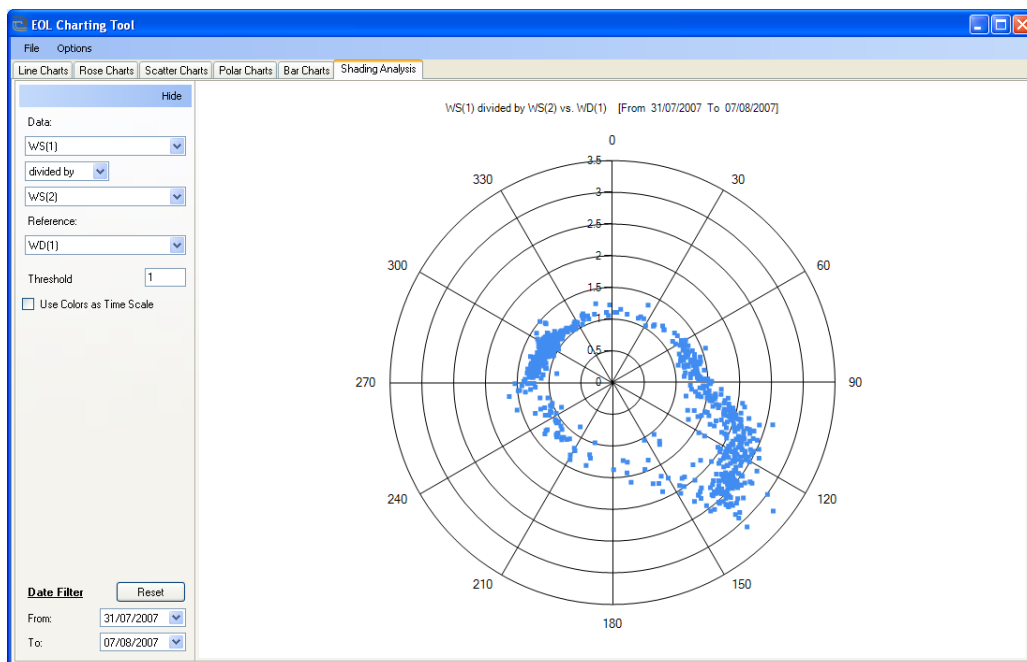 EOL Charting Tool
File Options
Line Charts Rose Charts Scatter Charts Polar Charts Bar Charts Shading Analysis
Hide
Data:
WS(1)
divided by
WS(2)
Reference:
WD(1)
Threshold 1
Use Colors as Time Scale
Date Filter Reset
From: 31/07/2007
To: 07/08/2007
WS(1) divided by WS(2) vs. WD(1) [From 31/07/2007 To 07/08/2007]
0
30
60
90
120
150
180
210
240
270
300
330
3.5
3
2.5
2
1.5
1
0.5
0